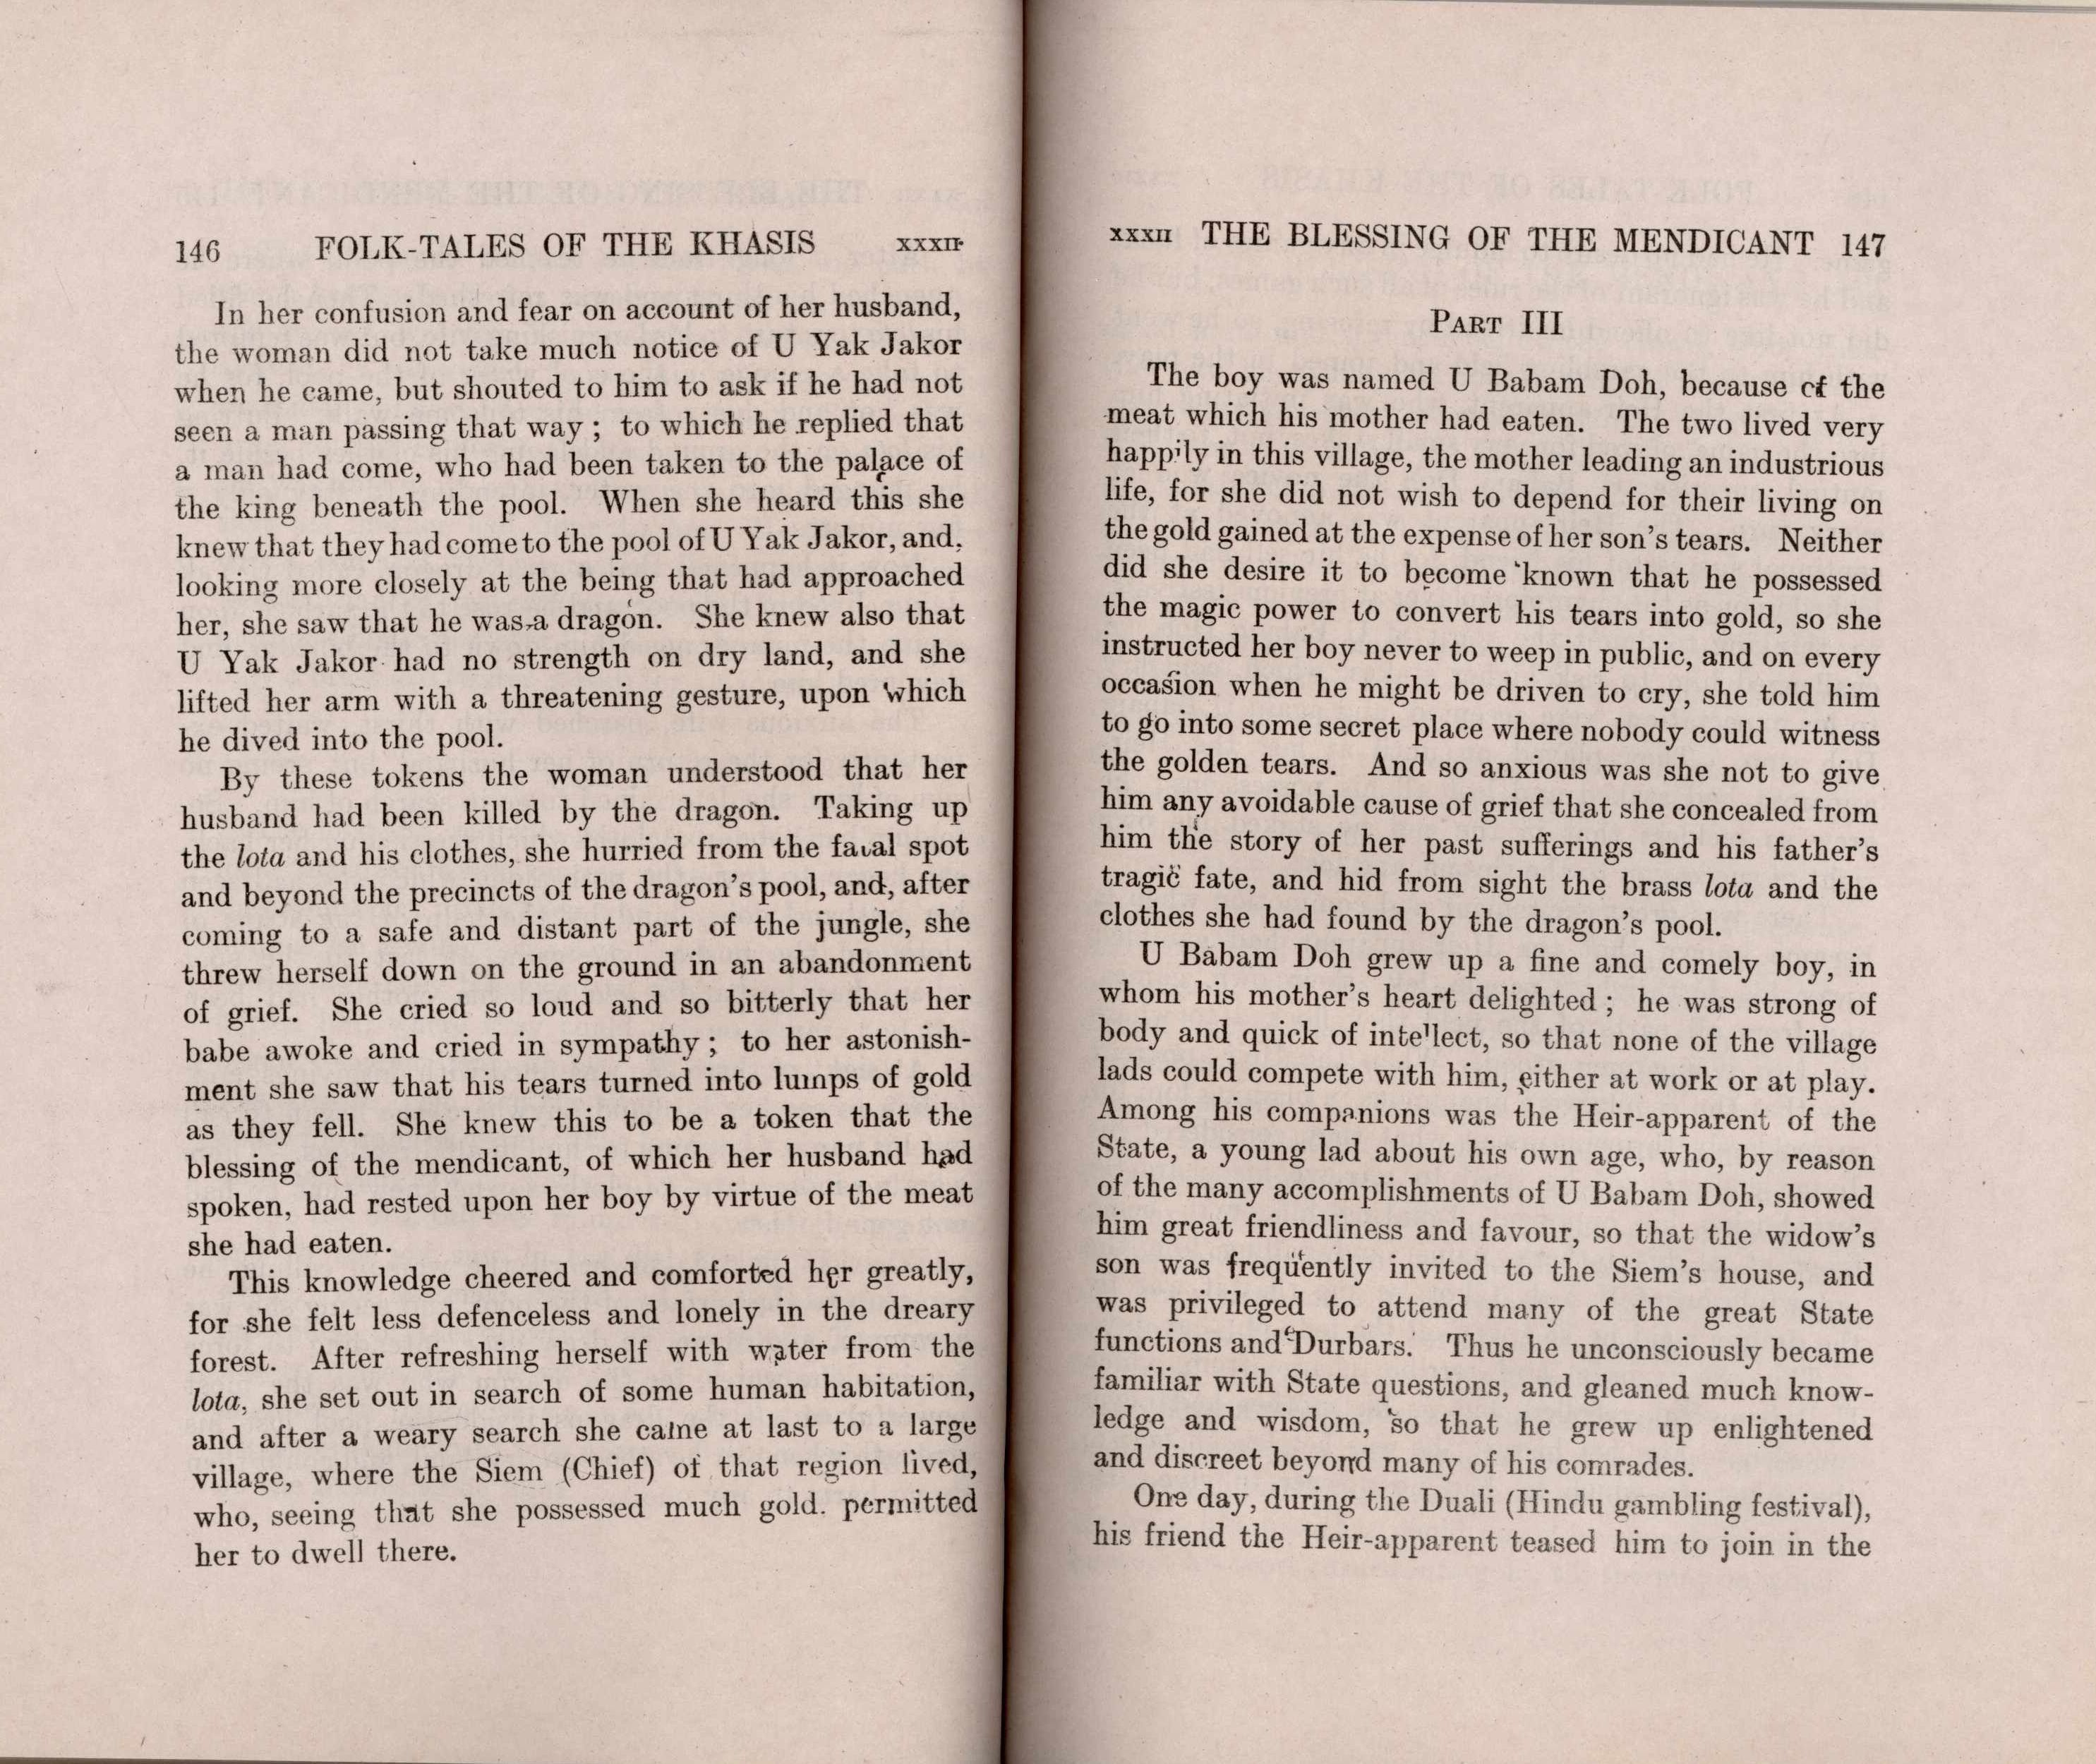 146 FOLK-TALES OF THE KHASIS XXXII
In her confusion and fear on account of her husband,
the woman did not take much notice of U Yak Jakor
when he came, but shouted to him to ask if he had not
seen a man passing that way ; to which he replied that
a man had come, who had been taken to the palace of
the king beneath the pool. When she heard this she
knew that they had come to the pool of U Yak Jakor, and,
looking more closely at the being that had approached
her, she saw that he was a dragon. She knew also that
U Yak Jakor had no strength on dry land, and she
lifted her arm with a threatening gesture, upon which
he dived into the pool.
By these tokens the woman understood that her
husband had been killed by the dragon. Taking up
the lota and his clothes, she hurried from the fatal spot
and beyond the precincts of the dragon's pool, and, after
coming to a safe and distant part of the jungle, she
threw herself down on the ground in an abandonment
of grief. She cried so loud and so bitterly that her
babe awoke and cried in sympathy ; to her astonish-
ment she saw that his tears turned into lumps of gold
as they fell. She knew this to be a token that the
blessing of the mendicant, of which her husband had
spoken, had rested upon her boy by virtue of the meat
she had eaten.
This knowledge cheered and comforted her greatly,
for she felt less defenceless and lonely in the dreary
forest. After refreshing herself with water from the
lota, she set out in search of some human habitation,
and after a weary search she came at last to a large
village, where the Siem (Chief) of that region lived,
who, seeing that she possessed much gold, permitted
her to dwell there.
XXXII THE BLESSING OF THE MENDICANT 147
PART III
The boy was named U Babam Doh, because of the
meat which his mother had eaten. The two lived very
happily in this village, the mother leading an industrious
life, for she did not wish to depend for their living on
the gold gained at the expense of her son's tears. Neither
did she desire it to become known that he possessed
the magic power to convert his tears into gold, so she
instructed her boy never to weep in public, and on every
occasion when he might be driven to cry, she told him
to go into some secret place where nobody could witness
the golden tears. And so anxious was she not to give
him any avoidable cause of grief that she concealed from
him the story of her past sufferings and his father's
tragic fate, and hid from sight the brass lota and the
clothes she had found by the dragon's pool.
U Babam Doh grew up a fine and comely boy, in
whom his mother's heart delighted ; he was strong of
body and quick of intellect, so that none of the village
lads could compete with him, either at work or at play.
Among his companions was the Heir-apparent of the
State, a young lad about his own age, who, by reason
of the many accomplishments of U Babam Doh, showed
him great friendliness and favour, so that the widow's
son was frequently invited to the Siem's house, and
was privileged to attend many of the great State
functions and Durbars. Thus he unconsciously became
familiar with State questions, and gleaned much know-
ledge and wisdom, so that he grew up enlightened
and discreet beyond many of his comrades.
One day, during the Duali (Hindu gambling festival),
his friend the Heir-apparent teased him to join in the